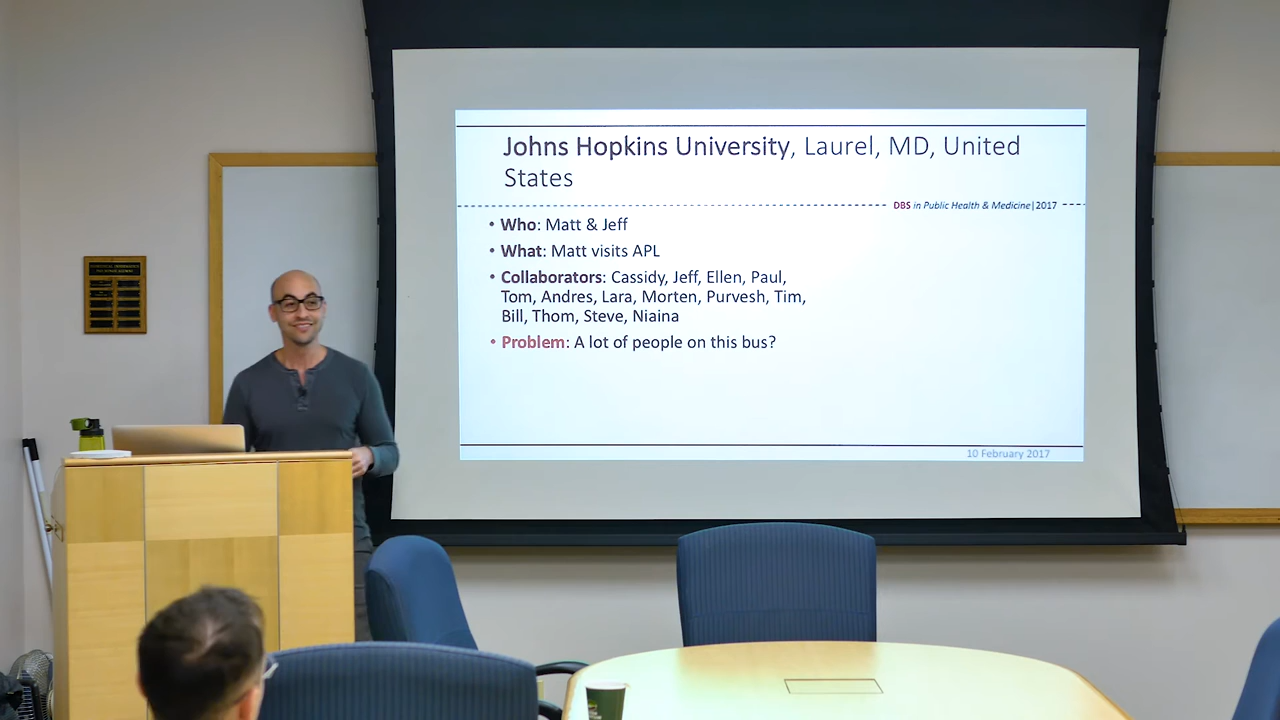 Johns Hopkins University, Laurel, MD, United
States
DBS in Public Health & Medicine|2017
• Who: Matt & Jeff
• What: Matt visits APL
• Collaborators: Cassidy, Jeff, Ellen, Paul,
Tom, Andres, Lara, Morten, Purvesh, Tim,
Bill, Thom, Steve, Niaina
• Problem: A lot of people on this bus?
10 February 2017